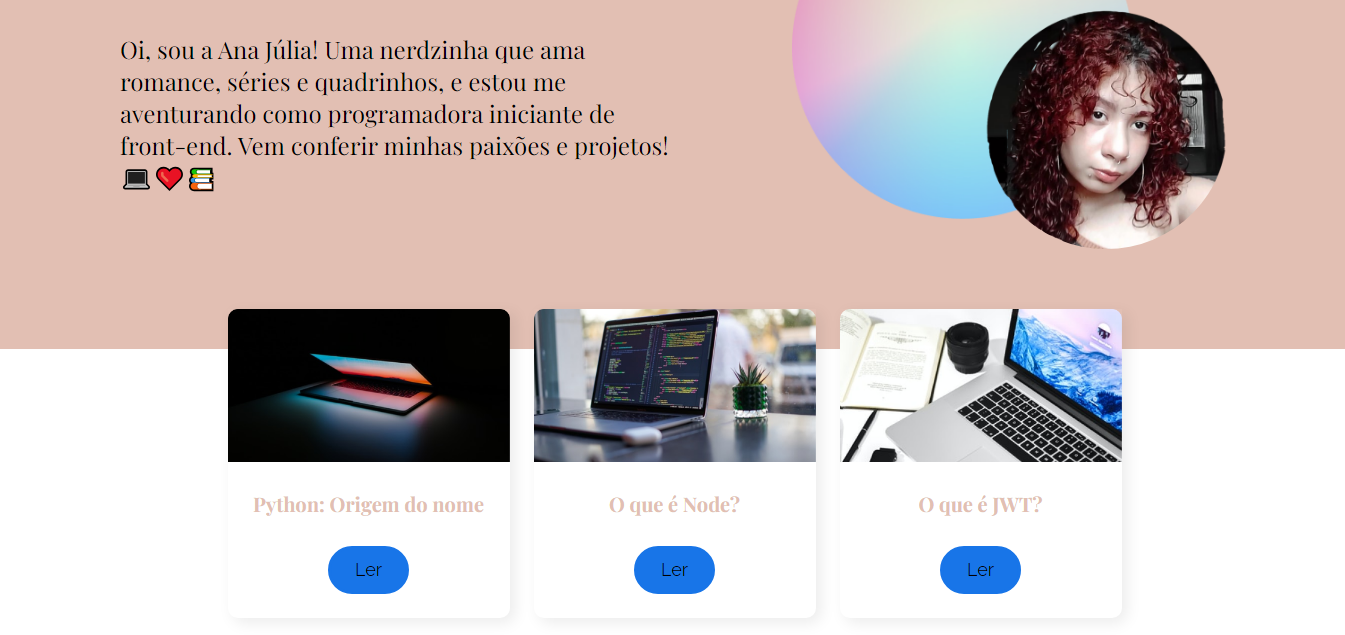 Oi, sou a Ana Júlia! Uma nerdzinha que ama
romance, séries e quadrinhos, e estou me
aventurando como programadora iniciante de
front-end. Vem conferir minhas paixões e projetos!
💻❤️📚
Python: Origem do nome
O que é Node?
O que é JWT?
Ler
Ler
Ler